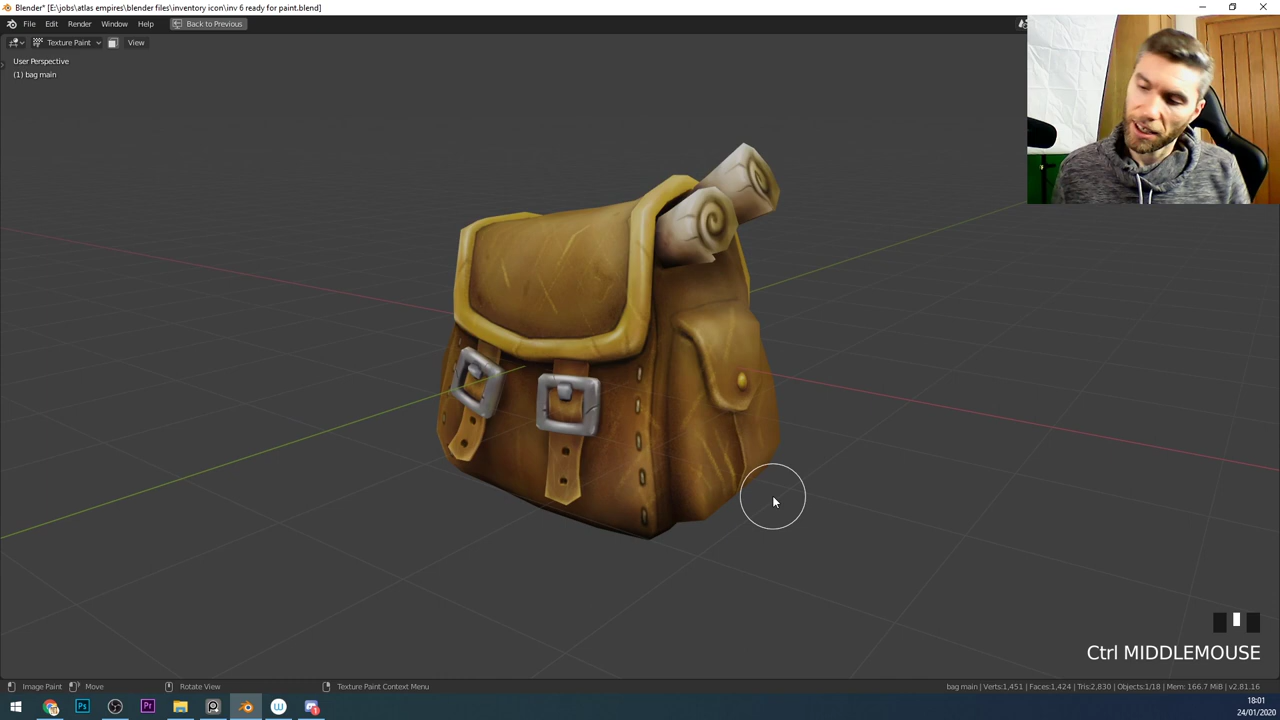 Blender* [E:\jobs\atlas empires\blender files\inventory icon\inv 6 ready for paint.blend]
File Edit Render Window Help Back to Previous
Texture Paint View
User Perspective
(1) bag main
Ctrl MIDDLEMOUSE
Image Paint Move Rotate View Texture Paint Context Menu bag main | Verts:1,451 | Faces:1,424 | Tris:2,830 | Objects:1/18 | Mem: 166.7 MiB | v2.81.16
Ps Pr
18:01
24/01/2020